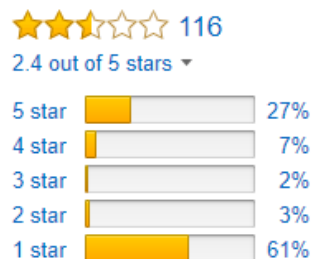 116
2.4 out of 5 stars
5 star 27%
4 star 7%
3 star 2%
2 star 3%
1 star 61%